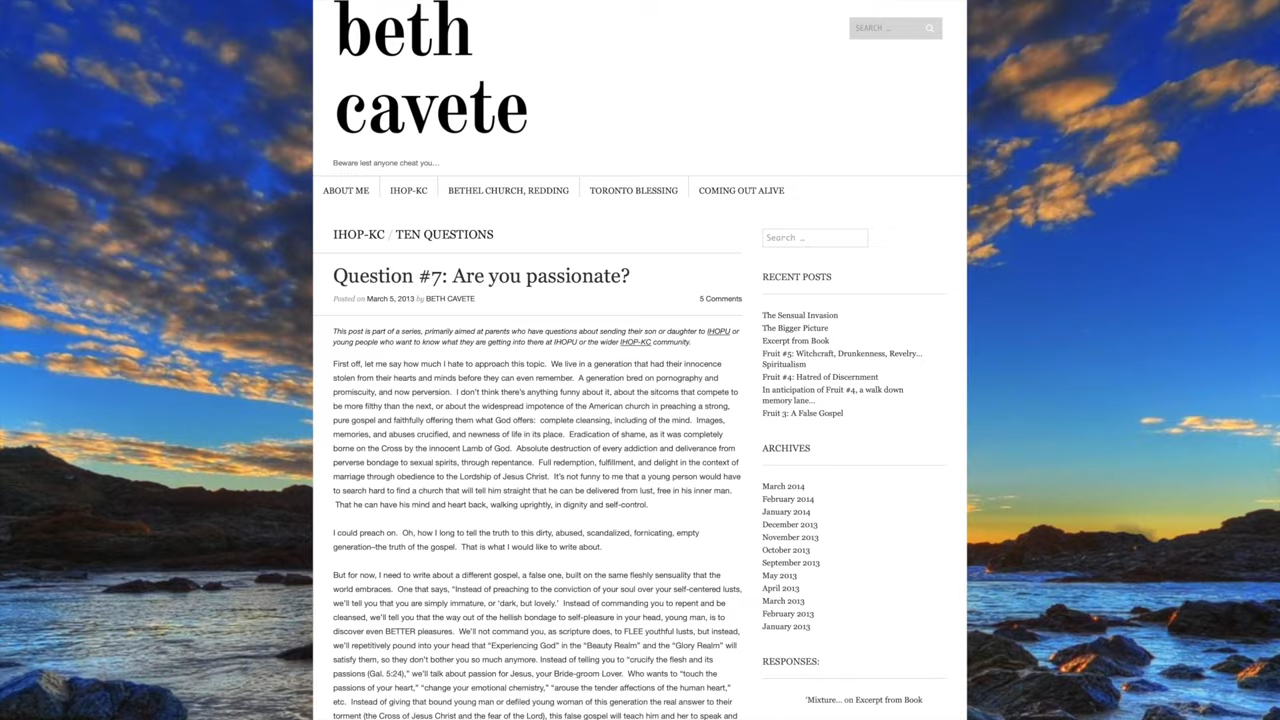 beth
cavete
SEARCH …
Beware lest anyone cheat you…
ABOUT ME
IHOP-KC
BETHEL CHURCH, REDDING
TORONTO BLESSING
COMING OUT ALIVE
IHOP-KC / TEN QUESTIONS
Question #7: Are you passionate?
Posted on March 5, 2013 by BETH CAVETE
5 Comments
This post is part of a series, primarily aimed at parents who have questions about sending their son or daughter to IHOPU or
young people who want to know what they are getting into there at IHOPU or the wider IHOP-KC community.
First off, let me say how much I hate to approach this topic.  We live in a generation that had their innocence
stolen from their hearts and minds before they can even remember.  A generation bred on pornography and
promiscuity, and now perversion.  I don't think there's anything funny about it, about the sitcoms that compete to
be more filthy than the next, or about the widespread impotence of the American church in preaching a strong,
pure gospel and faithfully offering them what God offers:  complete cleansing, including of the mind.  Images,
memories, and abuses crucified, and newness of life in its place.  Eradication of shame, as it was completely
borne on the Cross by the innocent Lamb of God.  Absolute destruction of every addiction and deliverance from
perverse bondage to sexual spirits, through repentance.  Full redemption, fulfillment, and delight in the context of
marriage through obedience to the Lordship of Jesus Christ.  It's not funny to me that a young person would have
to search hard to find a church that will tell him straight that he can be delivered from lust, free in his inner man.
That he can have his mind and heart back, walking uprightly, in dignity and self-control.
I could preach on.  Oh, how I long to tell the truth to this dirty, abused, scandalized, fornicating, empty
generation–the truth of the gospel.  That is what I would like to write about.
But for now, I need to write about a different gospel, a false one, built on the same fleshly sensuality that the
world embraces.  One that says, “Instead of preaching to the conviction of your soul over your self-centered lusts,
we'll tell you that you are simply immature, or 'dark, but lovely.'  Instead of commanding you to repent and be
cleansed, we'll tell you that the way out of the hellish bondage to self-pleasure in your head, young man, is to
discover even BETTER pleasures.  We'll not command you, as scripture does, to FLEE youthful lusts, but instead,
we'll repetitively pound into your head that “Experiencing God” in the “Beauty Realm” and the “Glory Realm” will
satisfy them, so they don't bother you so much anymore. Instead of telling you to “crucify the flesh and its
passions (Gal. 5:24),” we'll talk about passion for Jesus, your Bride-groom Lover.  Who wants to “touch the
passions of your heart,” “change your emotional chemistry,” “arouse the tender affections of the human heart,”
etc.  Instead of giving that bound young man or defiled young woman of this generation the real answer to their
torment (the Cross of Jesus Christ and the fear of the Lord), this false gospel will teach him and her to speak and
Search …
RECENT POSTS
The Sensual Invasion
The Bigger Picture
Excerpt from Book
Fruit #5: Witchcraft, Drunkenness, Revelry…
Spiritualism
Fruit #4: Hatred of Discernment
In anticipation of Fruit #4, a walk down
memory lane…
Fruit 3: A False Gospel
ARCHIVES
March 2014
February 2014
January 2014
December 2013
November 2013
October 2013
September 2013
May 2013
April 2013
March 2013
February 2013
January 2013
RESPONSES:
'Mixture... on Excerpt from Book